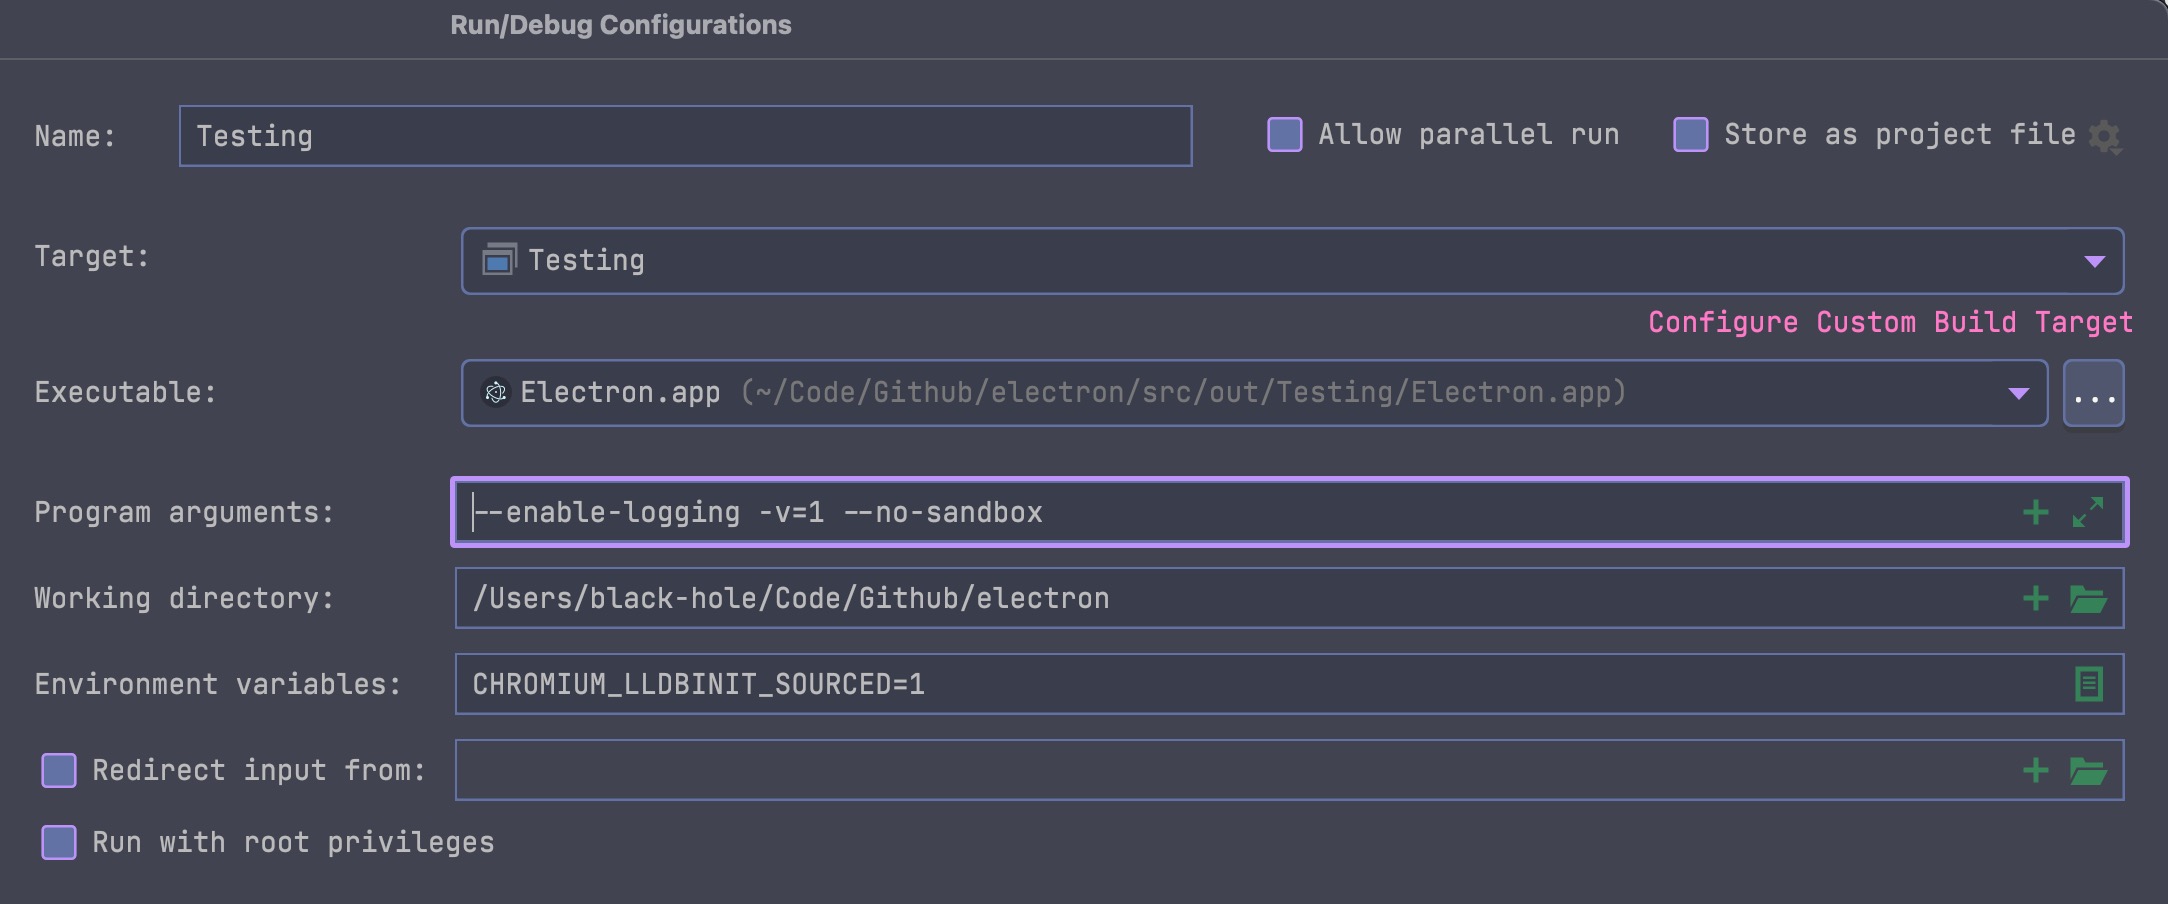 Run/Debug Configurations
Name: Testing Allow parallel run Store as project file
Target: Testing
Configure Custom Build Target
Executable: Electron.app (~/Code/Github/electron/src/out/Testing/Electron.app) ...
Program arguments: --enable-logging -v=1 --no-sandbox
Working directory: /Users/black-hole/Code/Github/electron
Environment variables: CHROMIUM_LLDBINIT_SOURCED=1
Redirect input from:
Run with root privileges